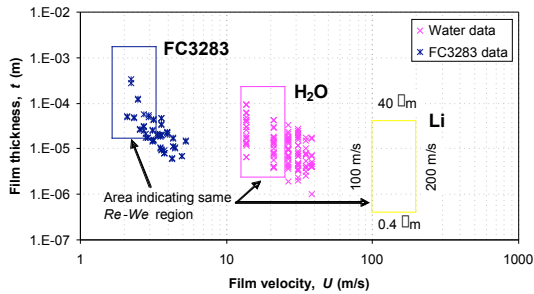 1.E-02
1.E-03
1.E-04
1.E-05
1.E-06
1.E-07
Film thickness, t (m)
FC3283
H2O
Li
Water data
FC3283 data
40 □m
100 m/s
200 m/s
0.4 □m
Area indicating same
Re-We region
1
10
100
1000
Film velocity, U (m/s)